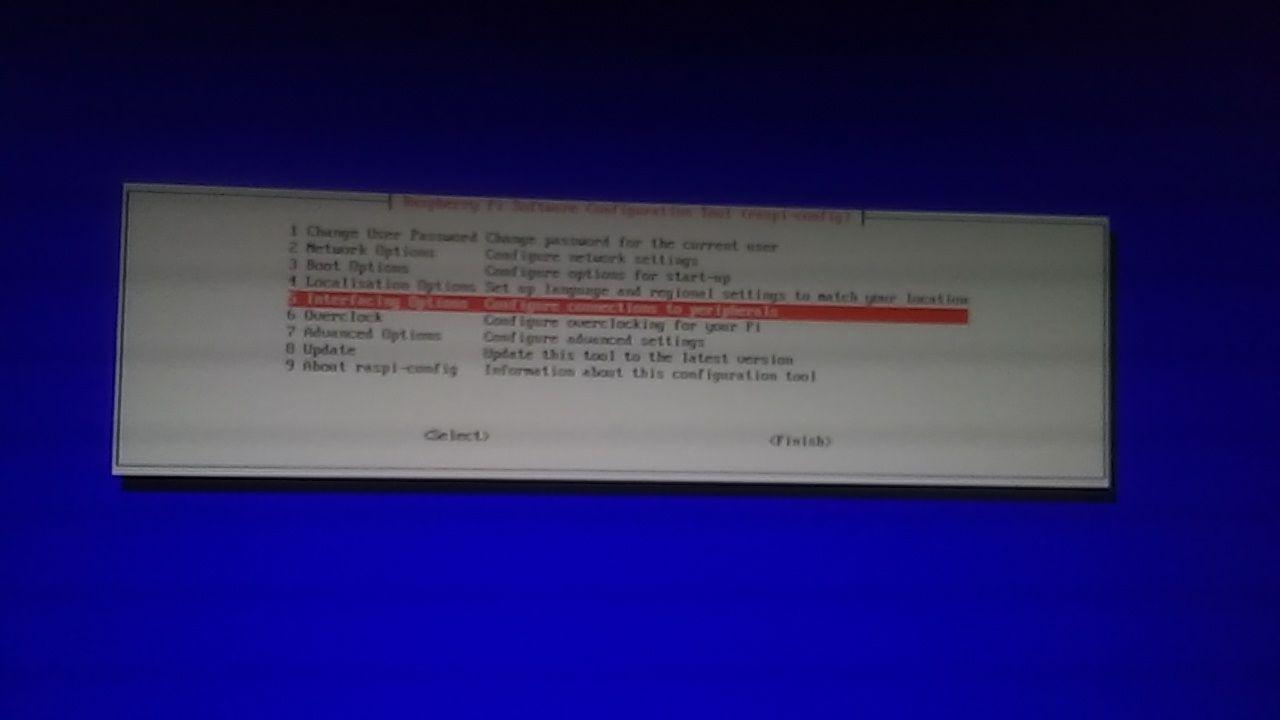 Raspberry Pi Software Configuration Tool (raspi-config)
1 Change User Password Change password for the current user
2 Network Options Configure network settings
3 Boot Options Configure options for start-up
4 Localisation Options Set up language and regional settings to match your location
5 Interfacing Options Configure connections to peripherals
6 Overclock Configure overclocking for your Pi
7 Advanced Options Configure advanced settings
8 Update Update this tool to the latest version
9 About raspi-config Information about this configuration tool
<Select> <Finish>